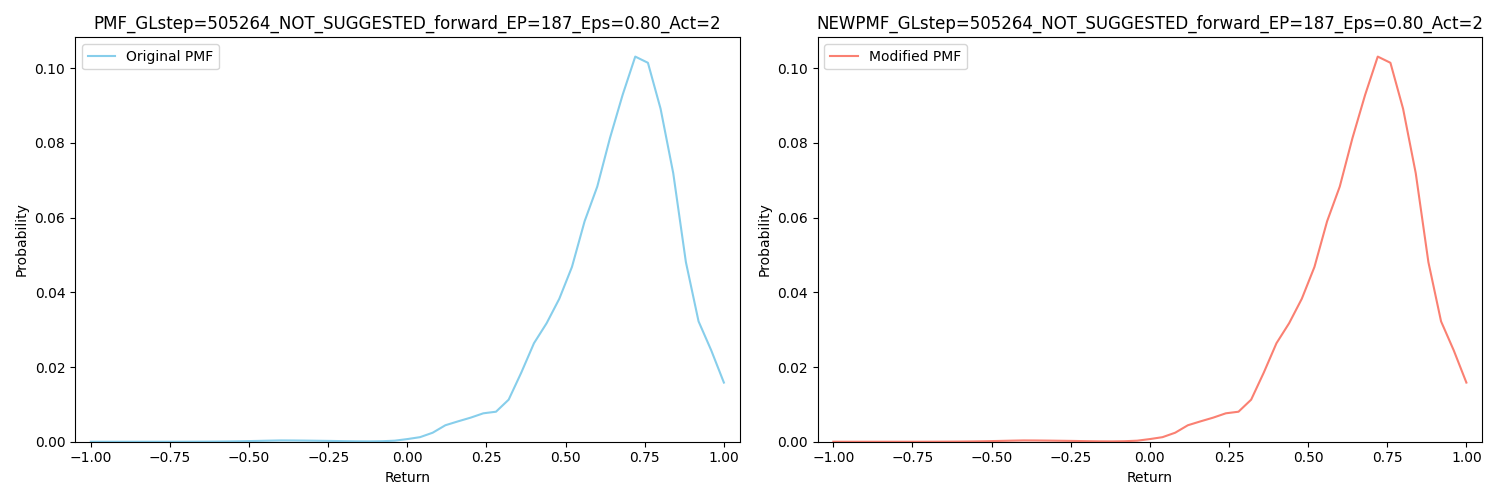 PMF_GLstep=505264_NOT_SUGGESTED_forward_EP=187_Eps=0.80_Act=2
Original PMF
Probability
0.10
0.08
0.06
0.04
0.02
0.00
−1.00 −0.75 −0.50 −0.25 0.00 0.25 0.50 0.75 1.00
Return
NEWPMF_GLstep=505264_NOT_SUGGESTED_forward_EP=187_Eps=0.80_Act=2
Modified PMF
Probability
0.10
0.08
0.06
0.04
0.02
0.00
−1.00 −0.75 −0.50 −0.25 0.00 0.25 0.50 0.75 1.00
Return